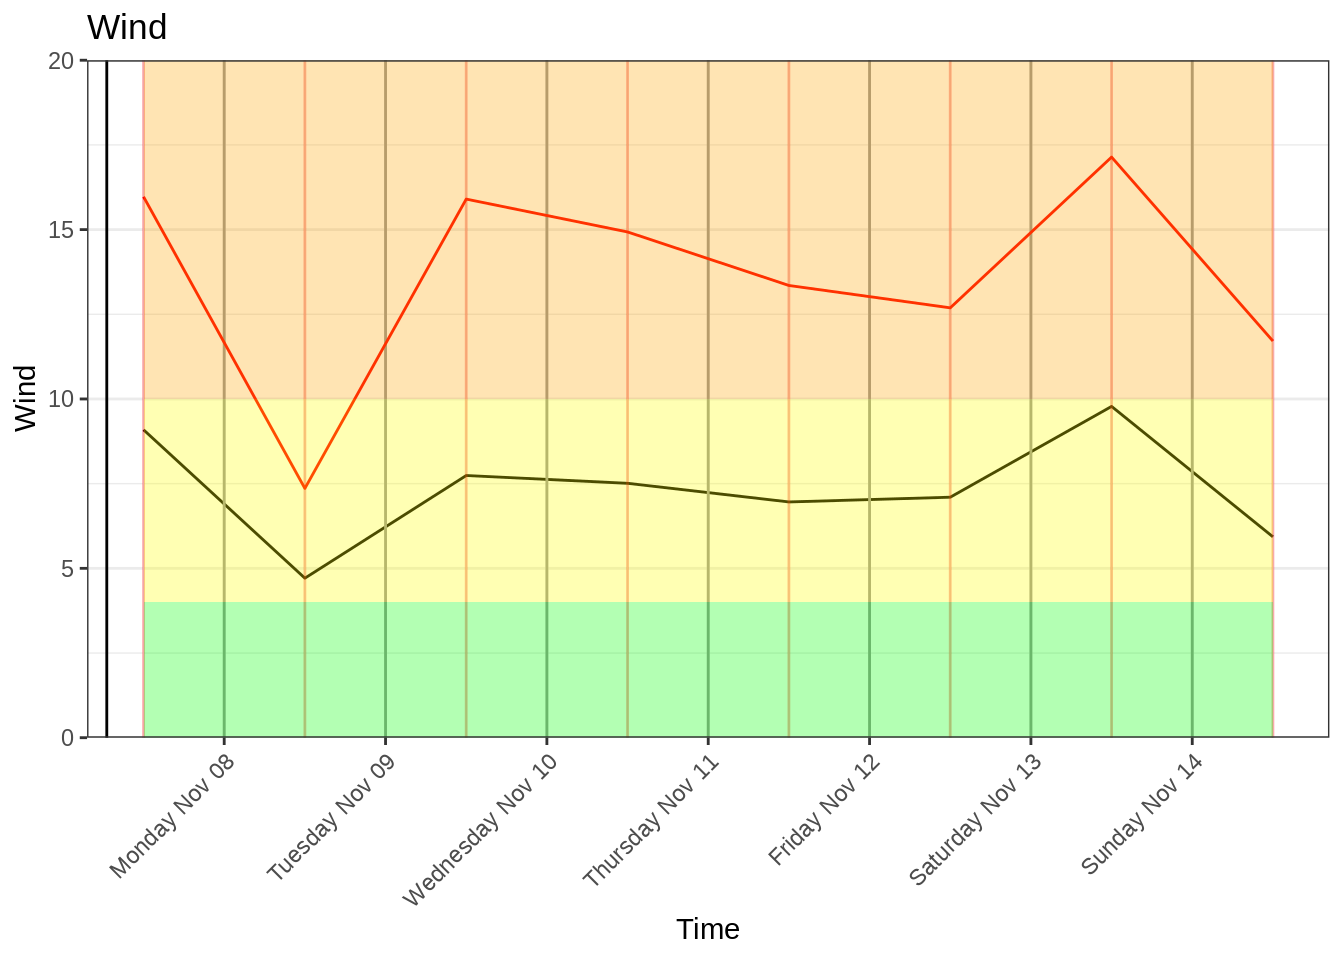 Wind
20
15
10
5
0
Wind
Monday Nov 08
Tuesday Nov 09
Wednesday Nov 10
Thursday Nov 11
Friday Nov 12
Saturday Nov 13
Sunday Nov 14
Time